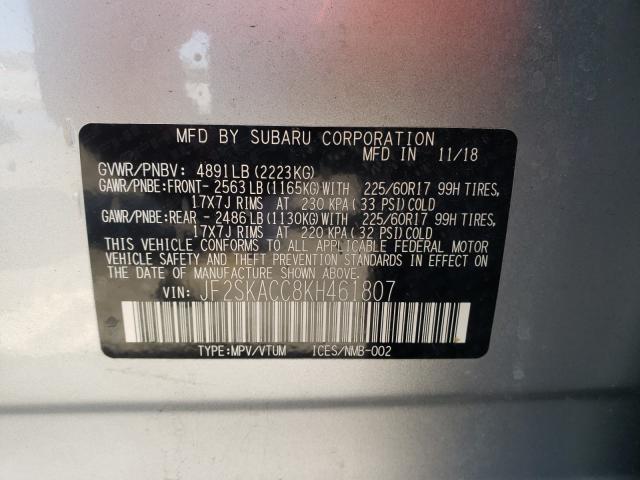 MFD BY SUBARU CORPORATION
MFD IN 11/18
GVWR/PNBV: 4891LB(2223KG)
GAWR/PNBE:FRONT- 2563LB(1165KG)WITH 225/60R17 99H TIRES,
17X7J RIMS AT 230 KPA(33 PSI)COLD
GAWR/PNBE:REAR - 2486LB(1130KG)WITH 225/60R17 99H TIRES,
17X7J RIMS AT 220 KPA(32 PSI)COLD
THIS VEHICLE CONFORMS TO ALL APPLICABLE FEDERAL MOTOR
VEHICLE SAFETY AND THEFT PREVENTION STANDARDS IN EFFECT ON
THE DATE OF MANUFACTURE SHOWN ABOVE.
VIN: JF2SKACC8KH461807
TYPE:MPV/VTUM ICES/NMB-002